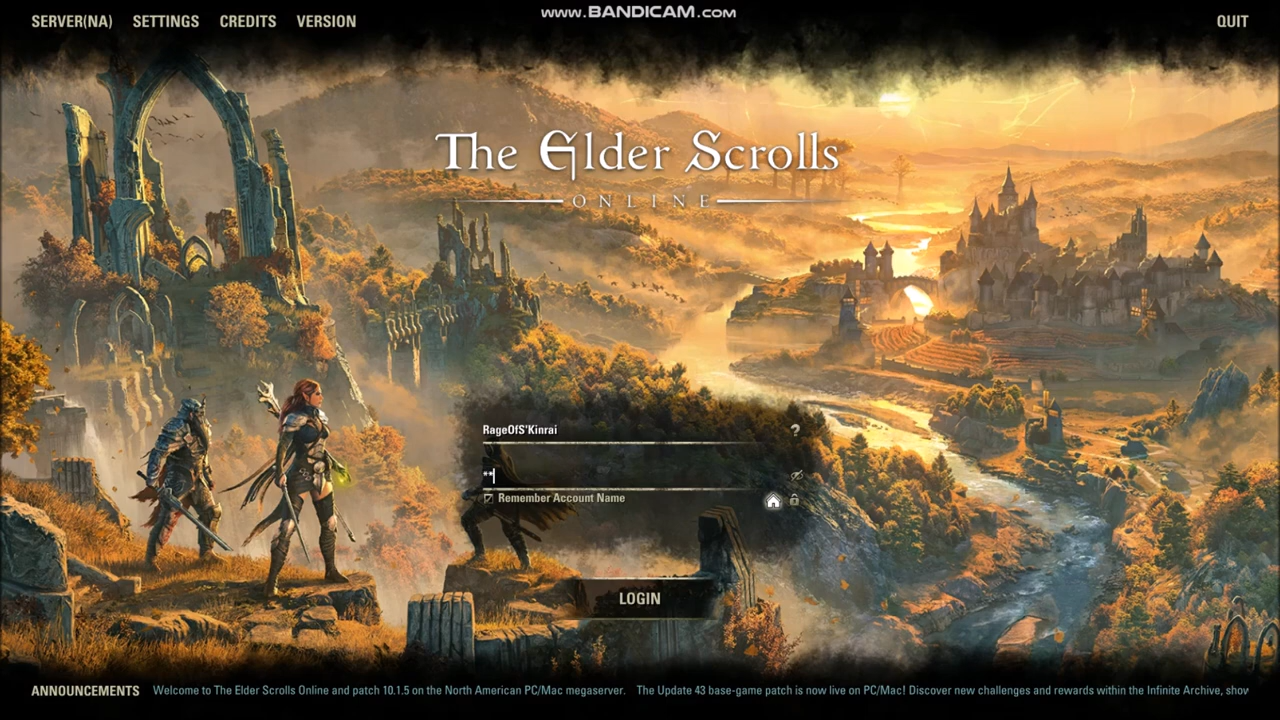 www.BANDICAM.com
SERVER(NA) SETTINGS CREDITS VERSION QUIT
The Elder Scrolls
ONLINE
RageOfS'Kinrai
?
**
Remember Account Name
LOGIN
ANNOUNCEMENTS Welcome to The Elder Scrolls Online and patch 10.1.5 on the North American PC/Mac megaserver. The Update 43 base-game patch is now live on PC/Mac! Discover new challenges and rewards within the Infinite Archive, show